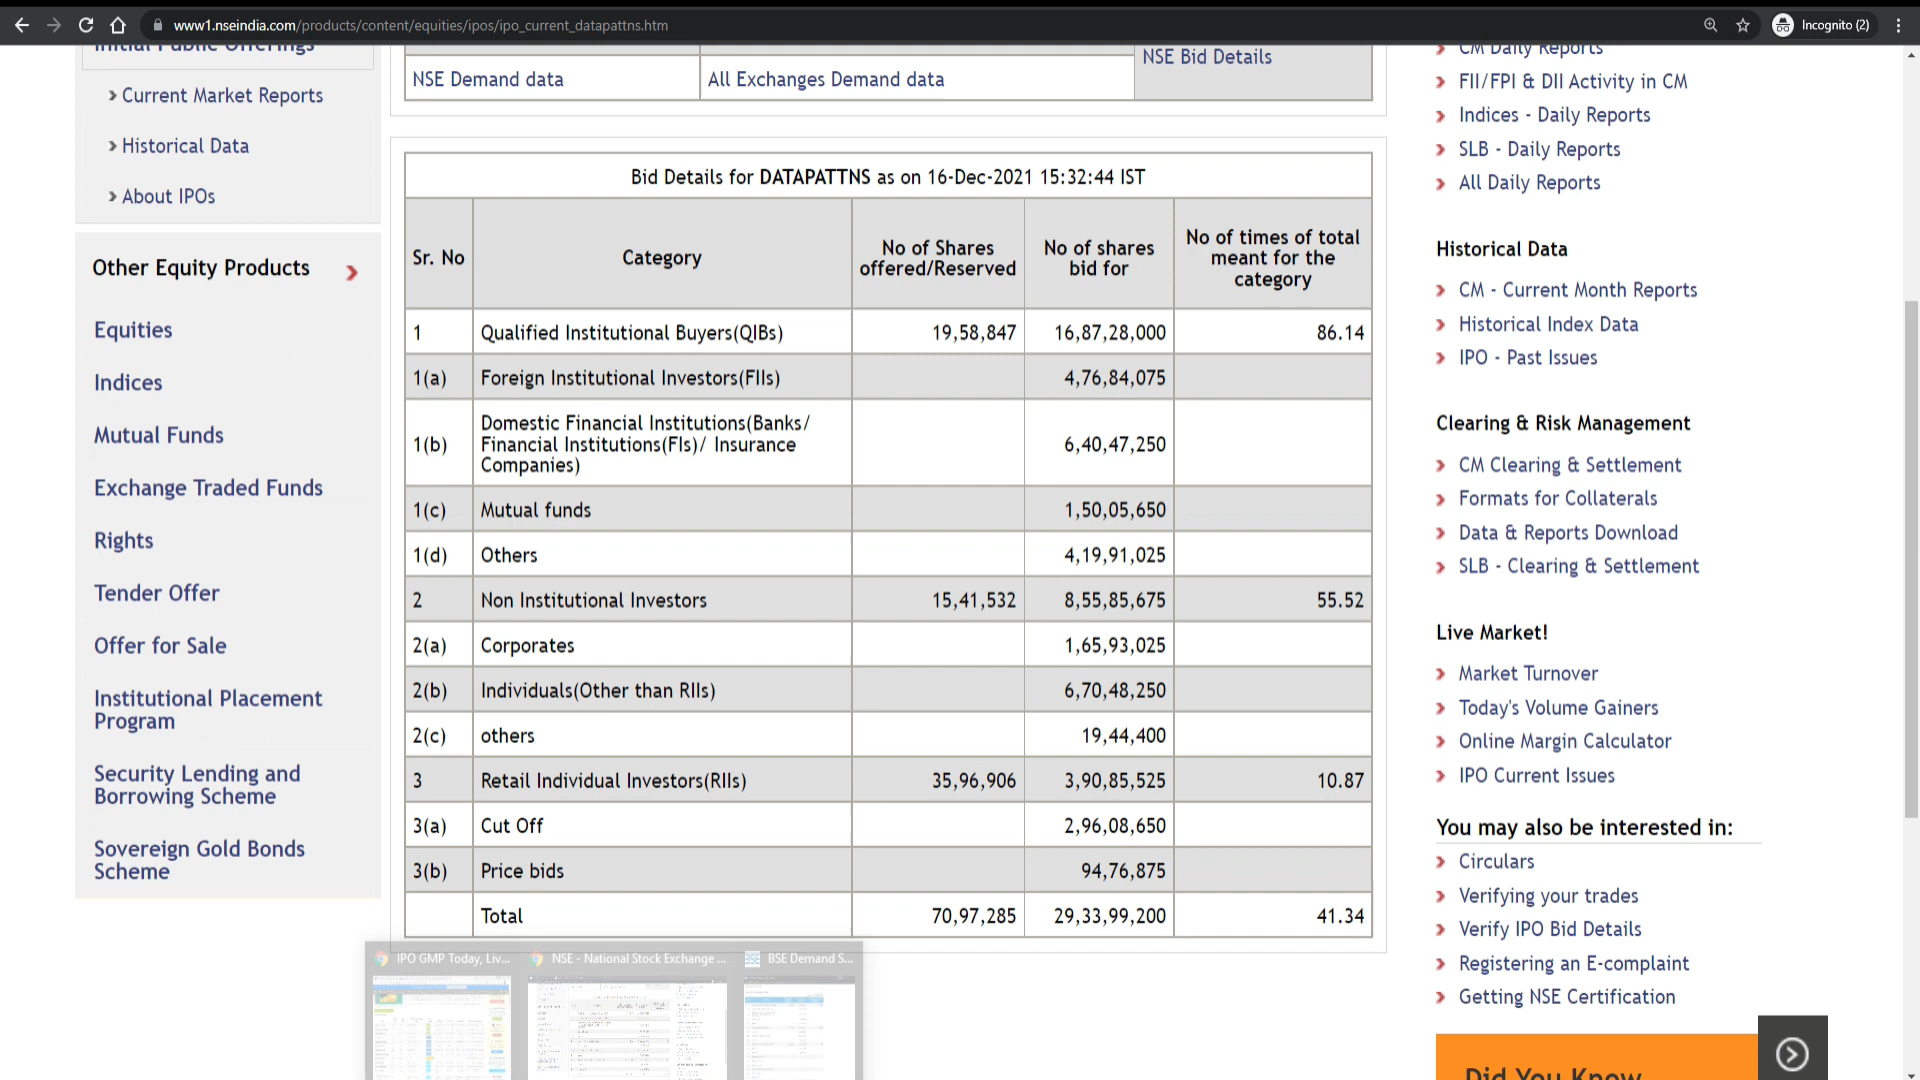 www1.nseindia.com/products/content/equities/ipos/ipo_current_datapattns.htm
Incognito (2)
Initial Public Offerings
Current Market Reports
Historical Data
About IPOs
Other Equity Products
Equities
Indices
Mutual Funds
Exchange Traded Funds
Rights
Tender Offer
Offer for Sale
Institutional Placement
Program
Security Lending and
Borrowing Scheme
Sovereign Gold Bonds
Scheme
NSE Demand data All Exchanges Demand data NSE Bid Details
Bid Details for DATAPATTNS as on 16-Dec-2021 15:32:44 IST
Sr. No Category No of Shares offered/Reserved No of shares bid for No of times of total meant for the category
1 Qualified Institutional Buyers(QIBs) 19,58,847 16,87,28,000 86.14
1(a) Foreign Institutional Investors(FIIs) 4,76,84,075
1(b) Domestic Financial Institutions(Banks/ Financial Institutions(FIs)/ Insurance Companies) 6,40,47,250
1(c) Mutual funds 1,50,05,650
1(d) Others 4,19,91,025
2 Non Institutional Investors 15,41,532 8,55,85,675 55.52
2(a) Corporates 1,65,93,025
2(b) Individuals(Other than RIIs) 6,70,48,250
2(c) others 19,44,400
3 Retail Individual Investors(RIIs) 35,96,906 3,90,85,525 10.87
3(a) Cut Off 2,96,08,650
3(b) Price bids 94,76,875
Total 70,97,285 29,33,99,200 41.34
IPO GMP Today, Liv...
NSE - National Stock Exchange ...
BSE Demand S...
CM Daily Reports
FII/FPI & DII Activity in CM
Indices - Daily Reports
SLB - Daily Reports
All Daily Reports
Historical Data
CM - Current Month Reports
Historical Index Data
IPO - Past Issues
Clearing & Risk Management
CM Clearing & Settlement
Formats for Collaterals
Data & Reports Download
SLB - Clearing & Settlement
Live Market!
Market Turnover
Today's Volume Gainers
Online Margin Calculator
IPO Current Issues
You may also be interested in:
Circulars
Verifying your trades
Verify IPO Bid Details
Registering an E-complaint
Getting NSE Certification
Did You Know